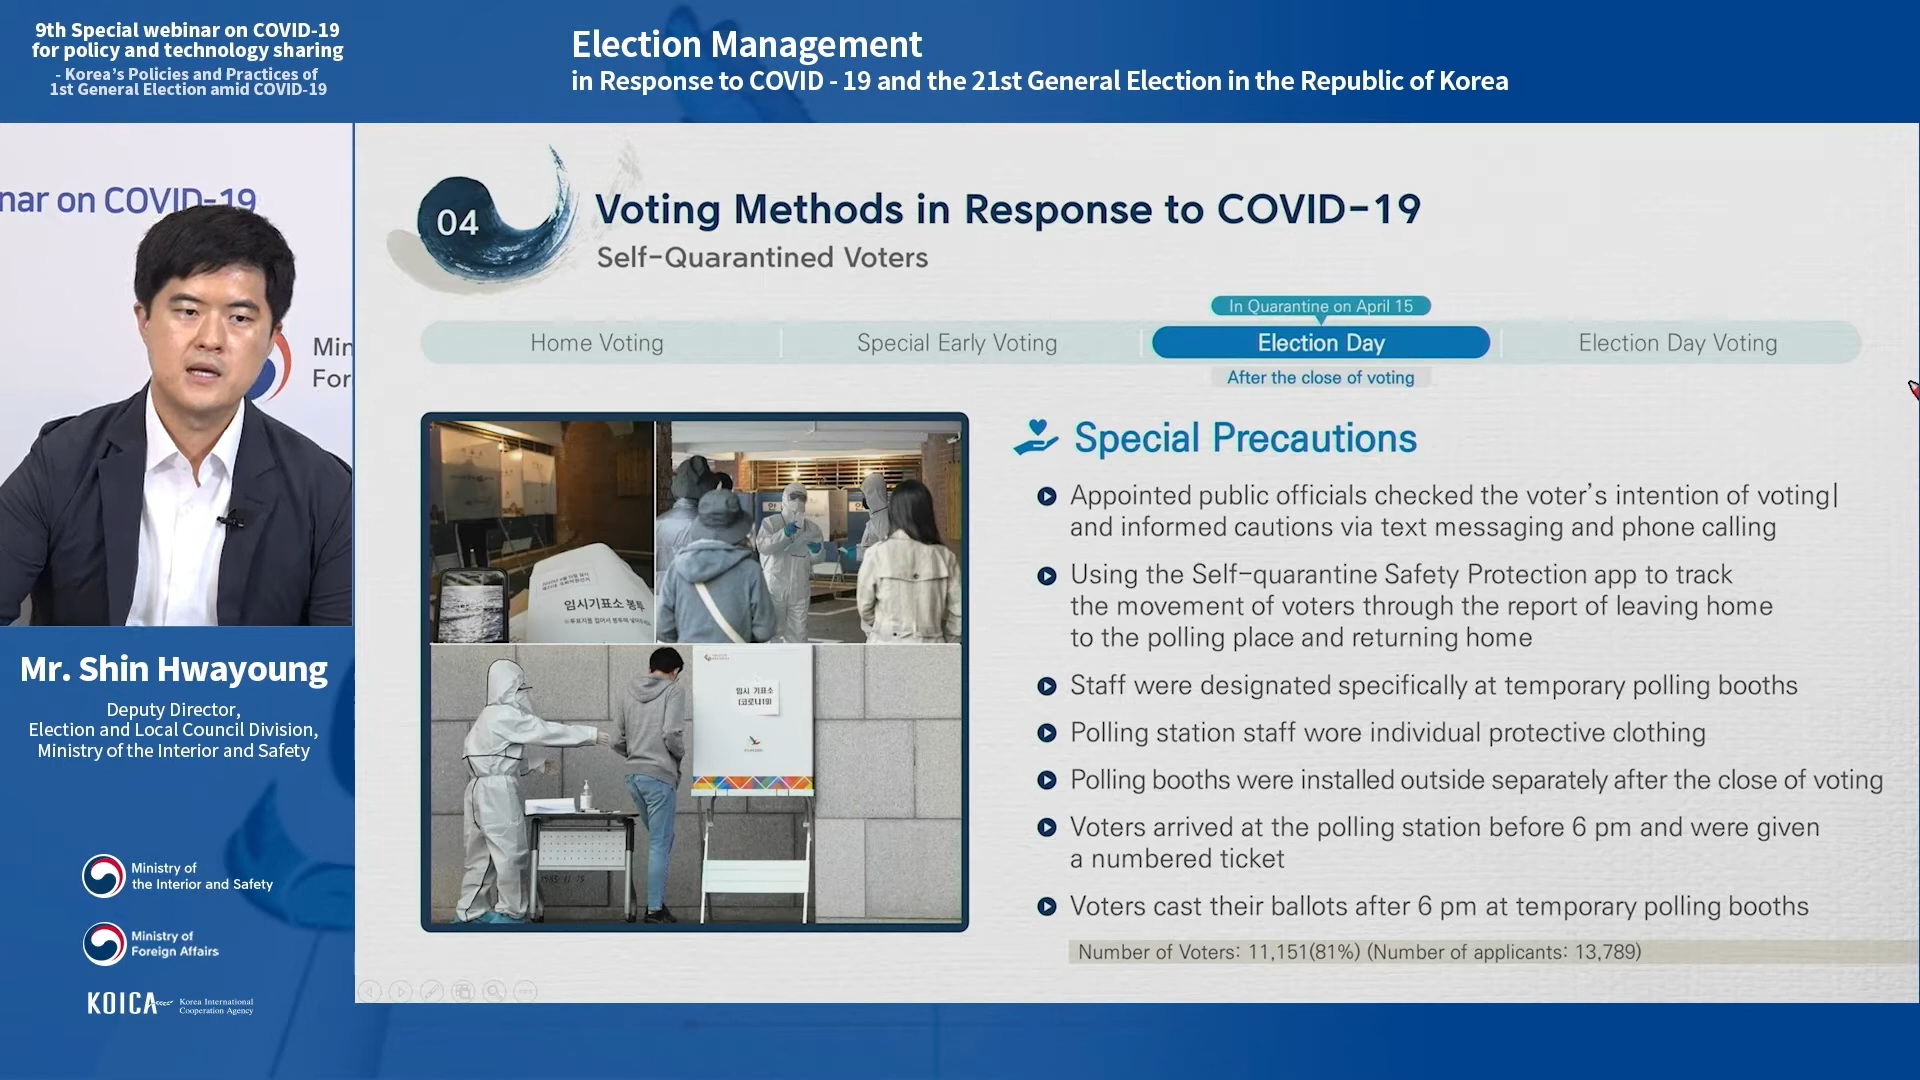 9th Special webinar on COVID-19
for policy and technology sharing
- Korea's Policies and Practices of
1st General Election amid COVID-19
Election Management
in Response to COVID - 19 and the 21st General Election in the Republic of Korea
nar on COVID-19
Min
For
Mr. Shin Hwayoung
Deputy Director,
Election and Local Council Division,
Ministry of the Interior and Safety
Ministry of
the Interior and Safety
Ministry of
Foreign Affairs
KOICA
Korea International
Cooperation Agency
04
Voting Methods in Response to COVID-19
Self-Quarantined Voters
In Quarantine on April 15
Home Voting
Special Early Voting
Election Day
Election Day Voting
After the close of voting
임시기표소 봉투
임시 기표소
(코로나19)
Special Precautions
Appointed public officials checked the voter's intention of voting|
and informed cautions via text messaging and phone calling
Using the Self-quarantine Safety Protection app to track
the movement of voters through the report of leaving home
to the polling place and returning home
Staff were designated specifically at temporary polling booths
Polling station staff wore individual protective clothing
Polling booths were installed outside separately after the close of voting
Voters arrived at the polling station before 6 pm and were given
a numbered ticket
Voters cast their ballots after 6 pm at temporary polling booths
Number of Voters: 11,151(81%) (Number of applicants: 13,789)